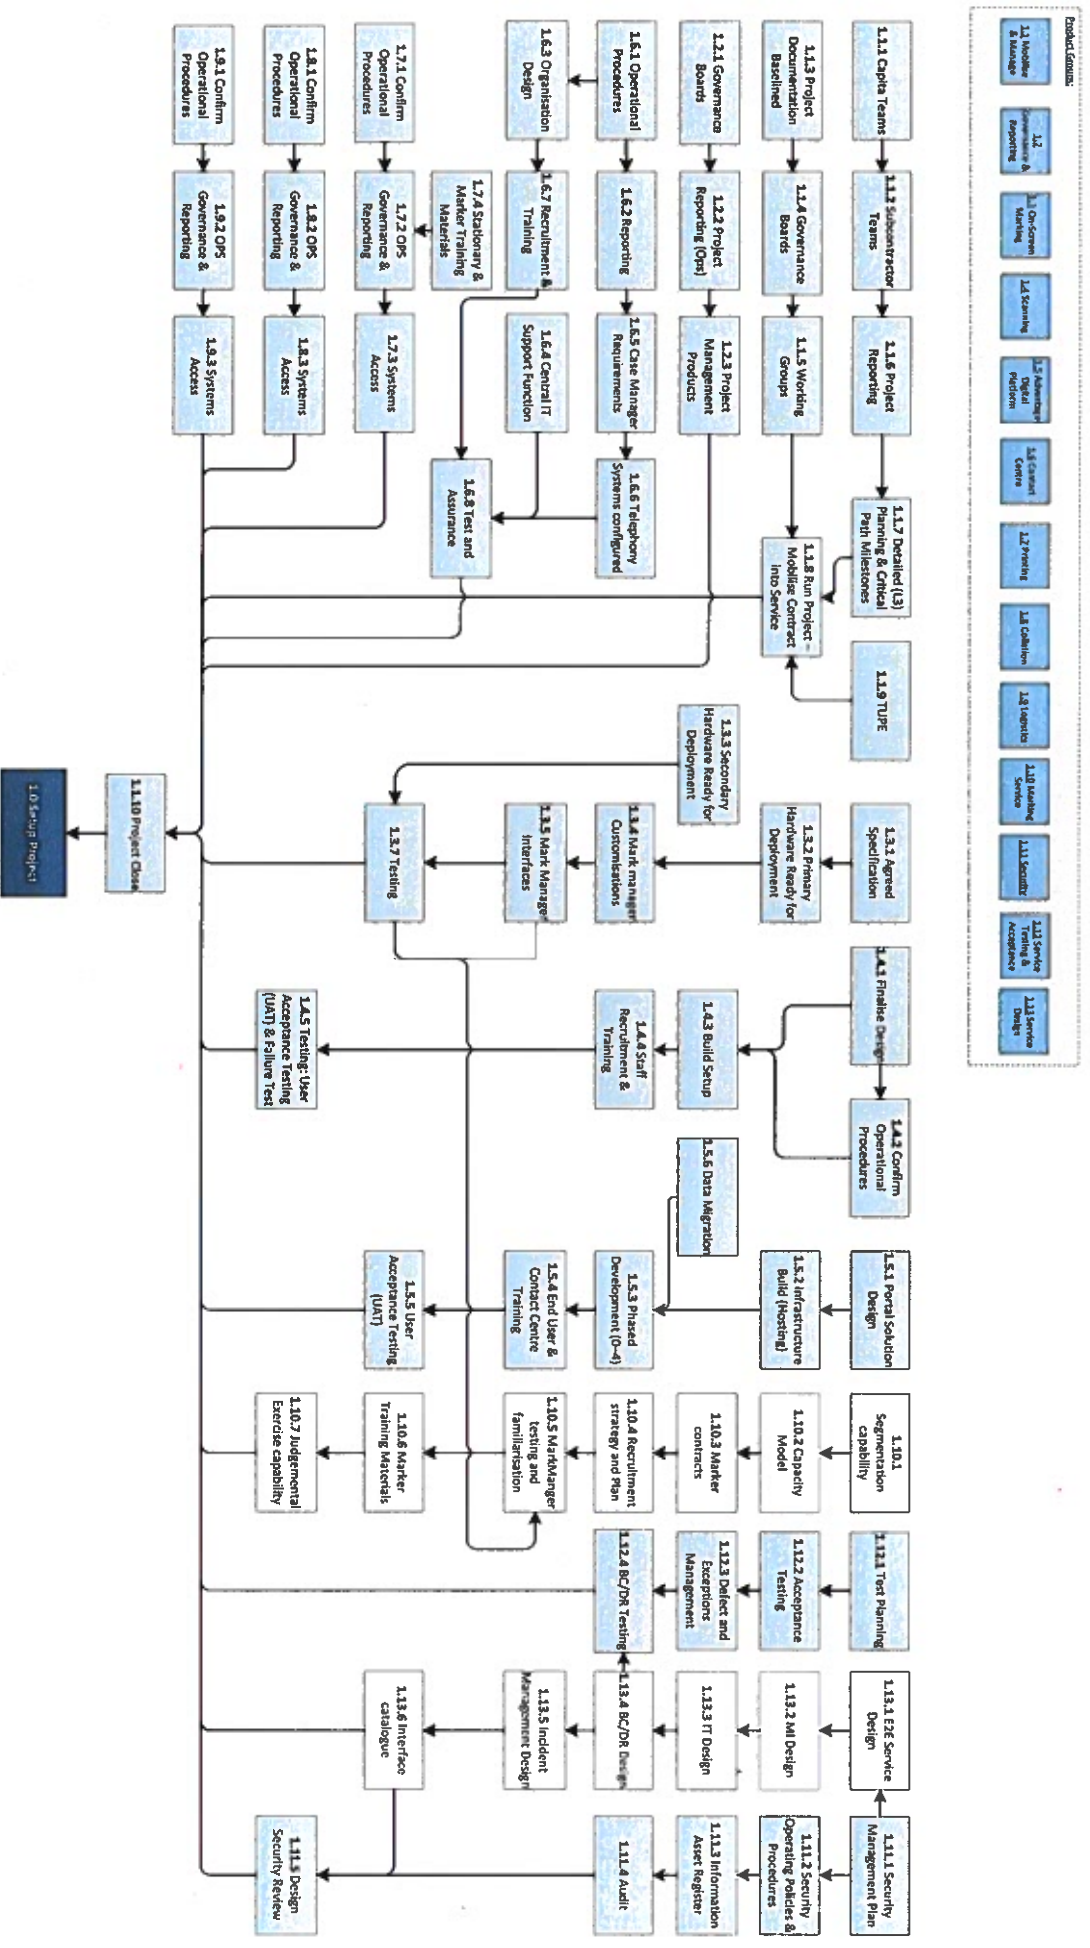 Product Groups:
1.1 Mobilise
& Manage
1.2
Governance &
Reporting
1.3 On-Screen
Marking
1.4 Scanning
1.5 Advantage
Digital
Platform
1.6 Contact
Centre
1.7 Printing
1.8 Collation
1.9 Logistics
1.10 Marking
Service
1.11 Security
1.12 Service
Testing &
Acceptance
1.13 Service
Design
1.1.1 Capita Teams
1.1.2 Subcontractor
Teams
1.1.6 Project
Reporting
1.1.7 Detailed (L3)
Planning & Critical
Path Milestones
1.1.9 TUPE
1.1.3 Project
Documentation
Baselined
1.1.4 Governance
Boards
1.1.5 Working
Groups
1.1.8 Run Project –
Mobilise Contract
into Service
1.2.1 Governance
Boards
1.2.2 Project
Reporting (Ops)
1.2.3 Project
Management
Products
1.6.1 Operational
Procedures
1.6.2 Reporting
1.6.5 Case Manager
Requirements
1.6.6 Telephony
Systems configured
1.6.3 Organisation
Design
1.6.7 Recruitment &
Training
1.6.4 Central IT
Support Function
1.6.8 Test and
Assurance
1.7.4 Stationary &
Marker Training
Materials
1.7.1 Confirm
Operational
Procedures
1.7.2 OPS
Governance &
Reporting
1.7.3 Systems
Access
1.8.1 Confirm
Operational
Procedures
1.8.2 OPS
Governance &
Reporting
1.8.3 Systems
Access
1.9.1 Confirm
Operational
Procedures
1.9.2 OPS
Governance &
Reporting
1.9.3 Systems
Access
1.3.1 Agreed
Specification
1.3.2 Primary
Hardware Ready for
Deployment
1.3.3 Secondary
Hardware Ready for
Deployment
1.3.4 Mark manager
Customisations
1.3.5 Mark Manager
Interfaces
1.3.7 Testing
1.4.1 Finalise Design
1.4.2 Confirm
Operational
Procedures
1.4.3 Build Setup
1.4.4 Staff
Recruitment &
Training
1.4.5 Testing: User
Acceptance Testing
(UAT) & Failure Test
1.5.1 Portal Solution
Design
1.5.2 Infrastructure
Build (Hosting)
1.5.6 Data Migration
1.5.3 Phased
Development (0–4)
1.5.4 End User &
Contact Centre
Training
1.5.5 User
Acceptance Testing
(UAT)
1.10.1
Segmentation
capability
1.10.2 Capacity
Model
1.10.3 Marker
contracts
1.10.4 Recruitment
strategy and Plan
1.10.5 MarkManger
testing and
familiarisation
1.10.6 Marker
Training Materials
1.10.7 Judgemental
Exercise capability
1.12.1 Test Planning
1.12.2 Acceptance
Testing
1.12.3 Defect and
Exceptions
Management
1.12.4 BC/DR Testing
1.13.1 E2E Service
Design
1.13.2 MI Design
1.13.3 IT Design
1.13.4 BC/DR Design
1.13.5 Incident
Management Design
1.13.6 Interface
catalogue
1.11.1 Security
Management Plan
1.11.2 Security
Operating Policies &
Procedures
1.11.3 Information
Asset Register
1.11.4 Audit
1.11.5 Design
Security Review
1.1.10 Project Close
1.0 Setup Project